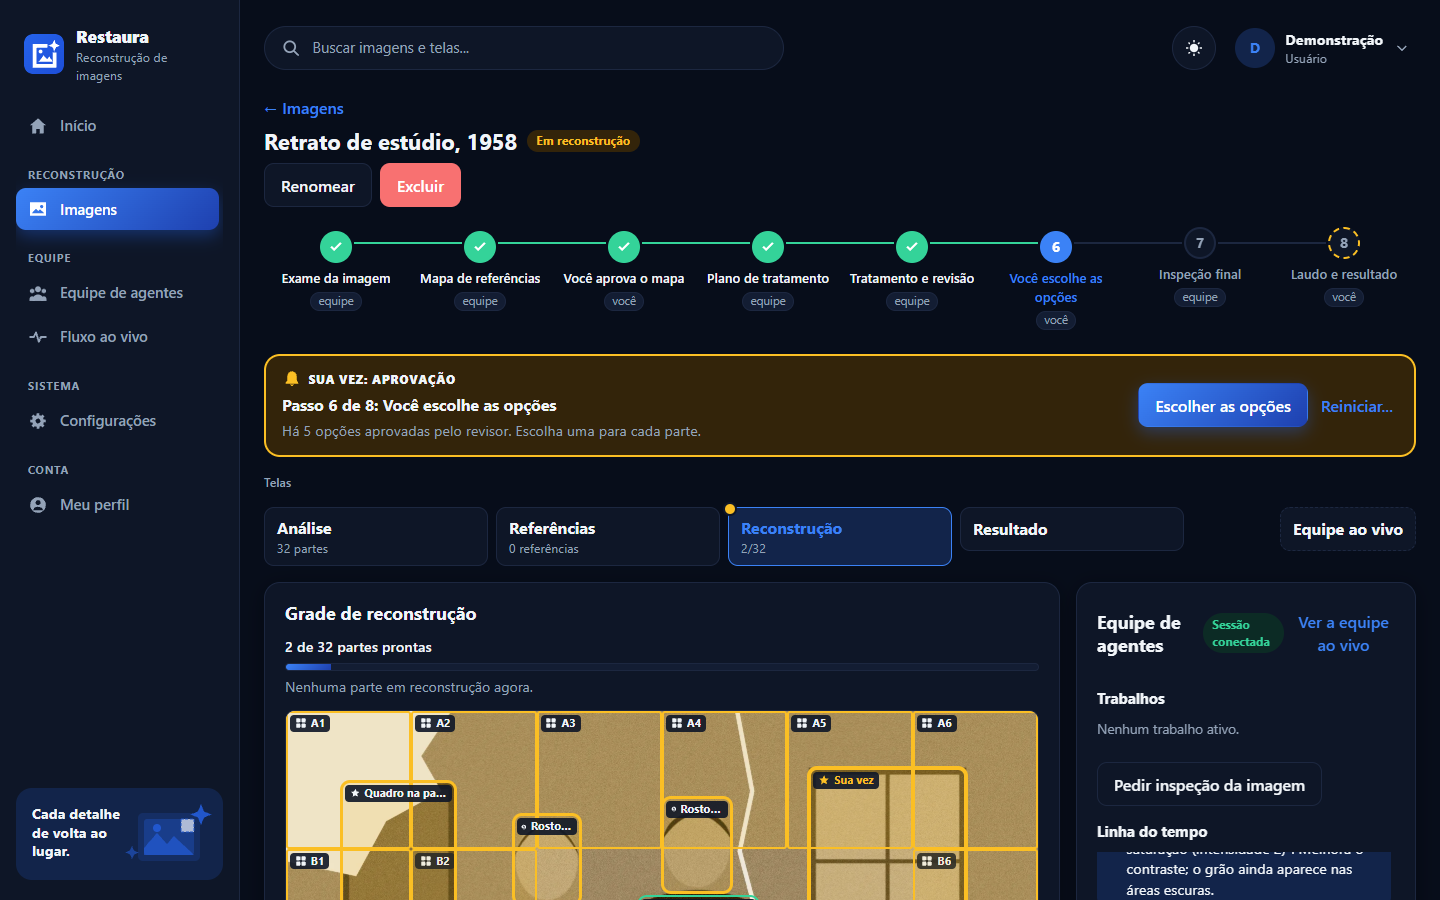 Restaura
Reconstrução de
imagens
Início
RECONSTRUÇÃO
Imagens
EQUIPE
Equipe de agentes
Fluxo ao vivo
SISTEMA
Configurações
CONTA
Meu perfil
Cada detalhe
de volta ao
lugar.
Buscar imagens e telas...
D
Demonstração
Usuário
← Imagens
Retrato de estúdio, 1958
Em reconstrução
Renomear
Excluir
Exame da imagem
equipe
Mapa de referências
equipe
Você aprova o mapa
você
Plano de tratamento
equipe
Tratamento e revisão
equipe
6
Você escolhe as
opções
você
7
Inspeção final
equipe
8
Laudo e resultado
você
SUA VEZ: APROVAÇÃO
Passo 6 de 8: Você escolhe as opções
Há 5 opções aprovadas pelo revisor. Escolha uma para cada parte.
Escolher as opções
Reiniciar...
Telas
Análise
32 partes
Referências
0 referências
Reconstrução
2/32
Resultado
Equipe ao vivo
Grade de reconstrução
2 de 32 partes prontas
Nenhuma parte em reconstrução agora.
A1
A2
A3
A4
A5
A6
Quadro na pa...
Rosto...
Rosto...
Sua vez
B1
B2
B6
Equipe de
agentes
Sessão
conectada
Ver a equipe
ao vivo
Trabalhos
Nenhum trabalho ativo.
Pedir inspeção da imagem
Linha do tempo
contraste; o grão ainda aparece nas
áreas escuras.